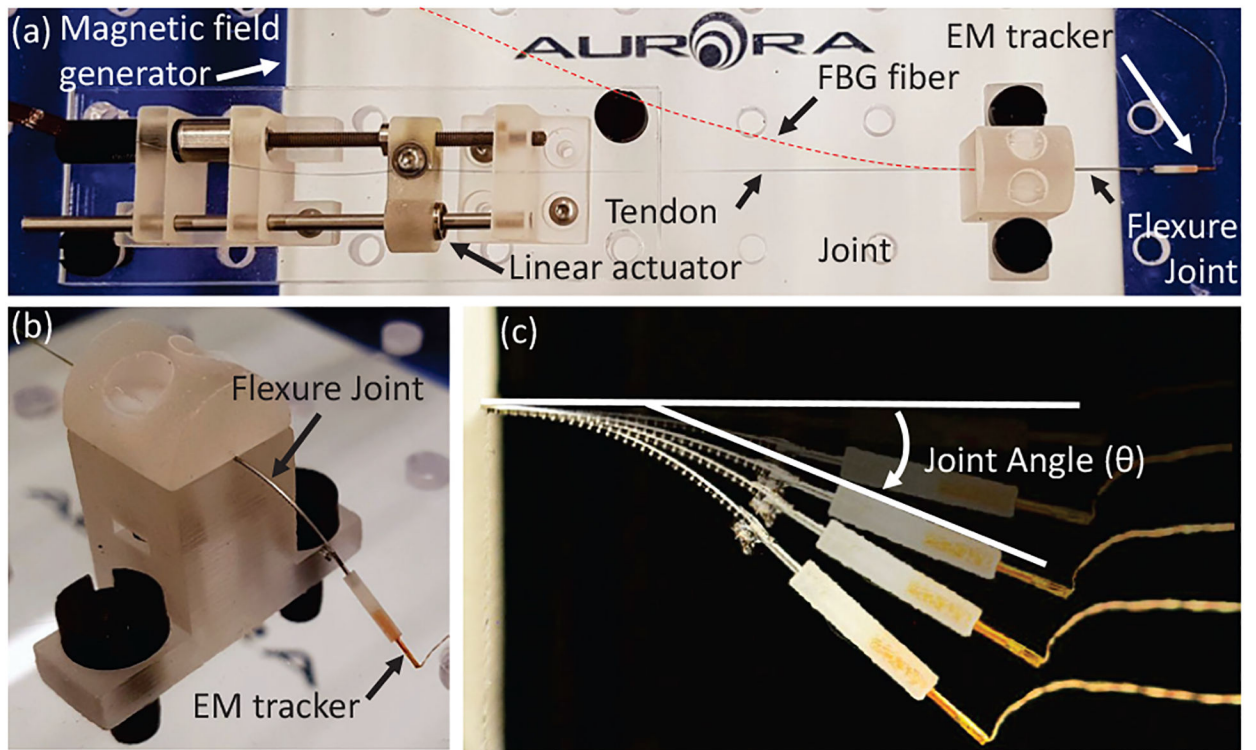 (a) Magnetic field
generator
AURORA
EM tracker
FBG fiber
Tendon
Linear actuator
Joint
Flexure
Joint
(b)
Flexure Joint
EM tracker
(c)
Joint Angle (θ)